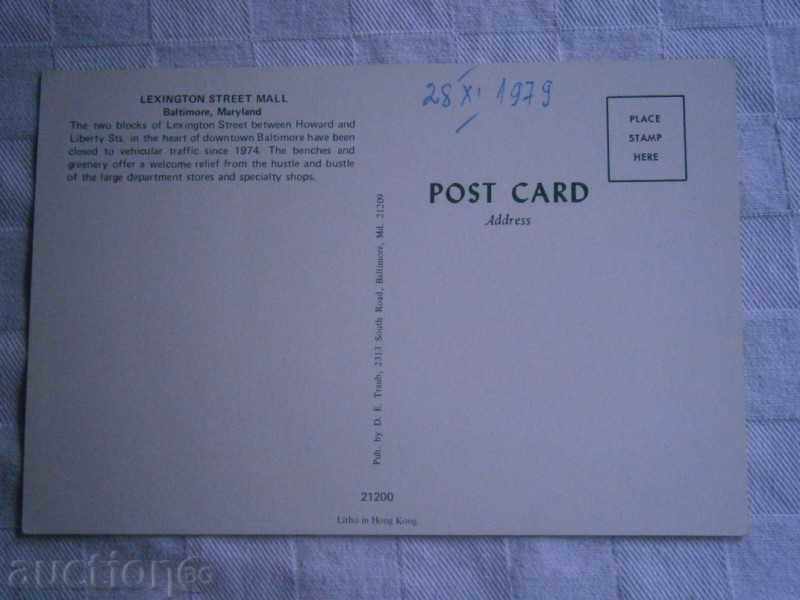 LEXINGTON STREET MALL
Baltimore, Maryland
The two blocks of Lexington Street between Howard and
Liberty Sts. in the heart of downtown Baltimore have been
closed to vehicular traffic since 1974. The benches and
greenery offer a welcome relief from the hustle and bustle
of the large department stores and specialty shops.
28 XI 1979
PLACE
STAMP
HERE
POST CARD
Address
Pub. by D. E. Traub, 2313 South Road, Baltimore, Md. 21209
21200
Litho in Hong Kong
auction68